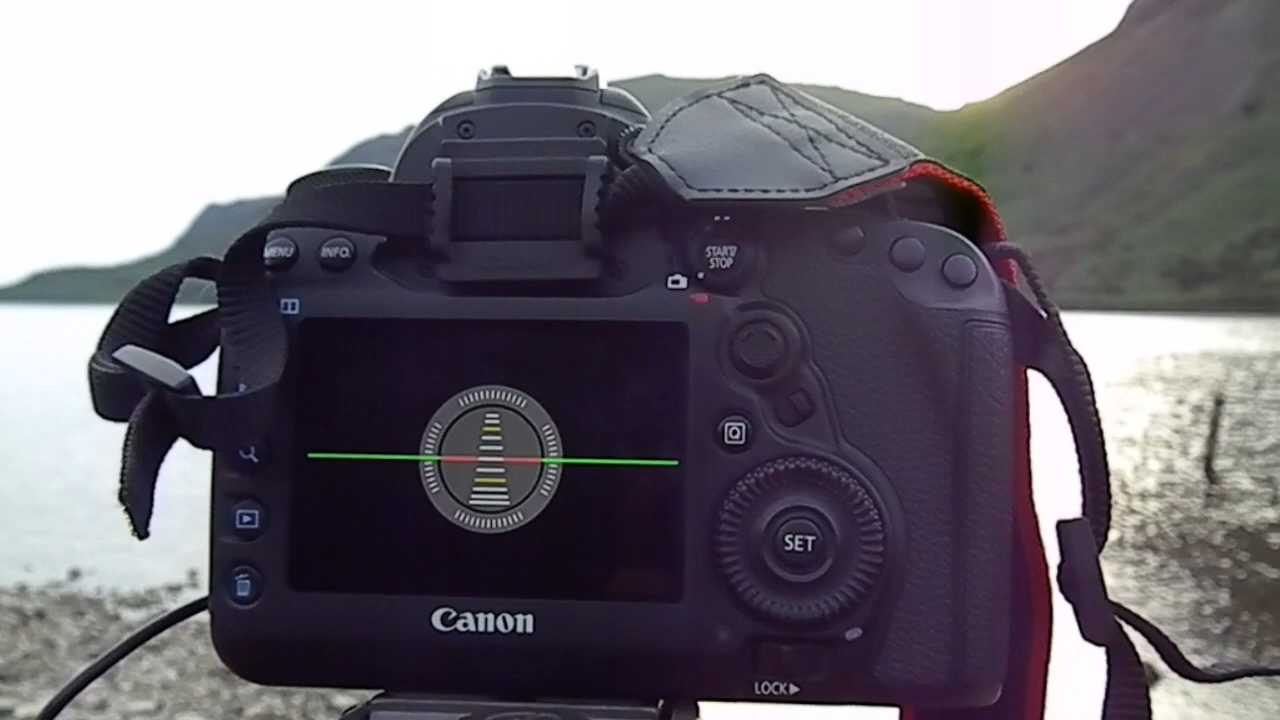 MENU
INFO.
START/
STOP
Q
SET
Canon
LOCK▶